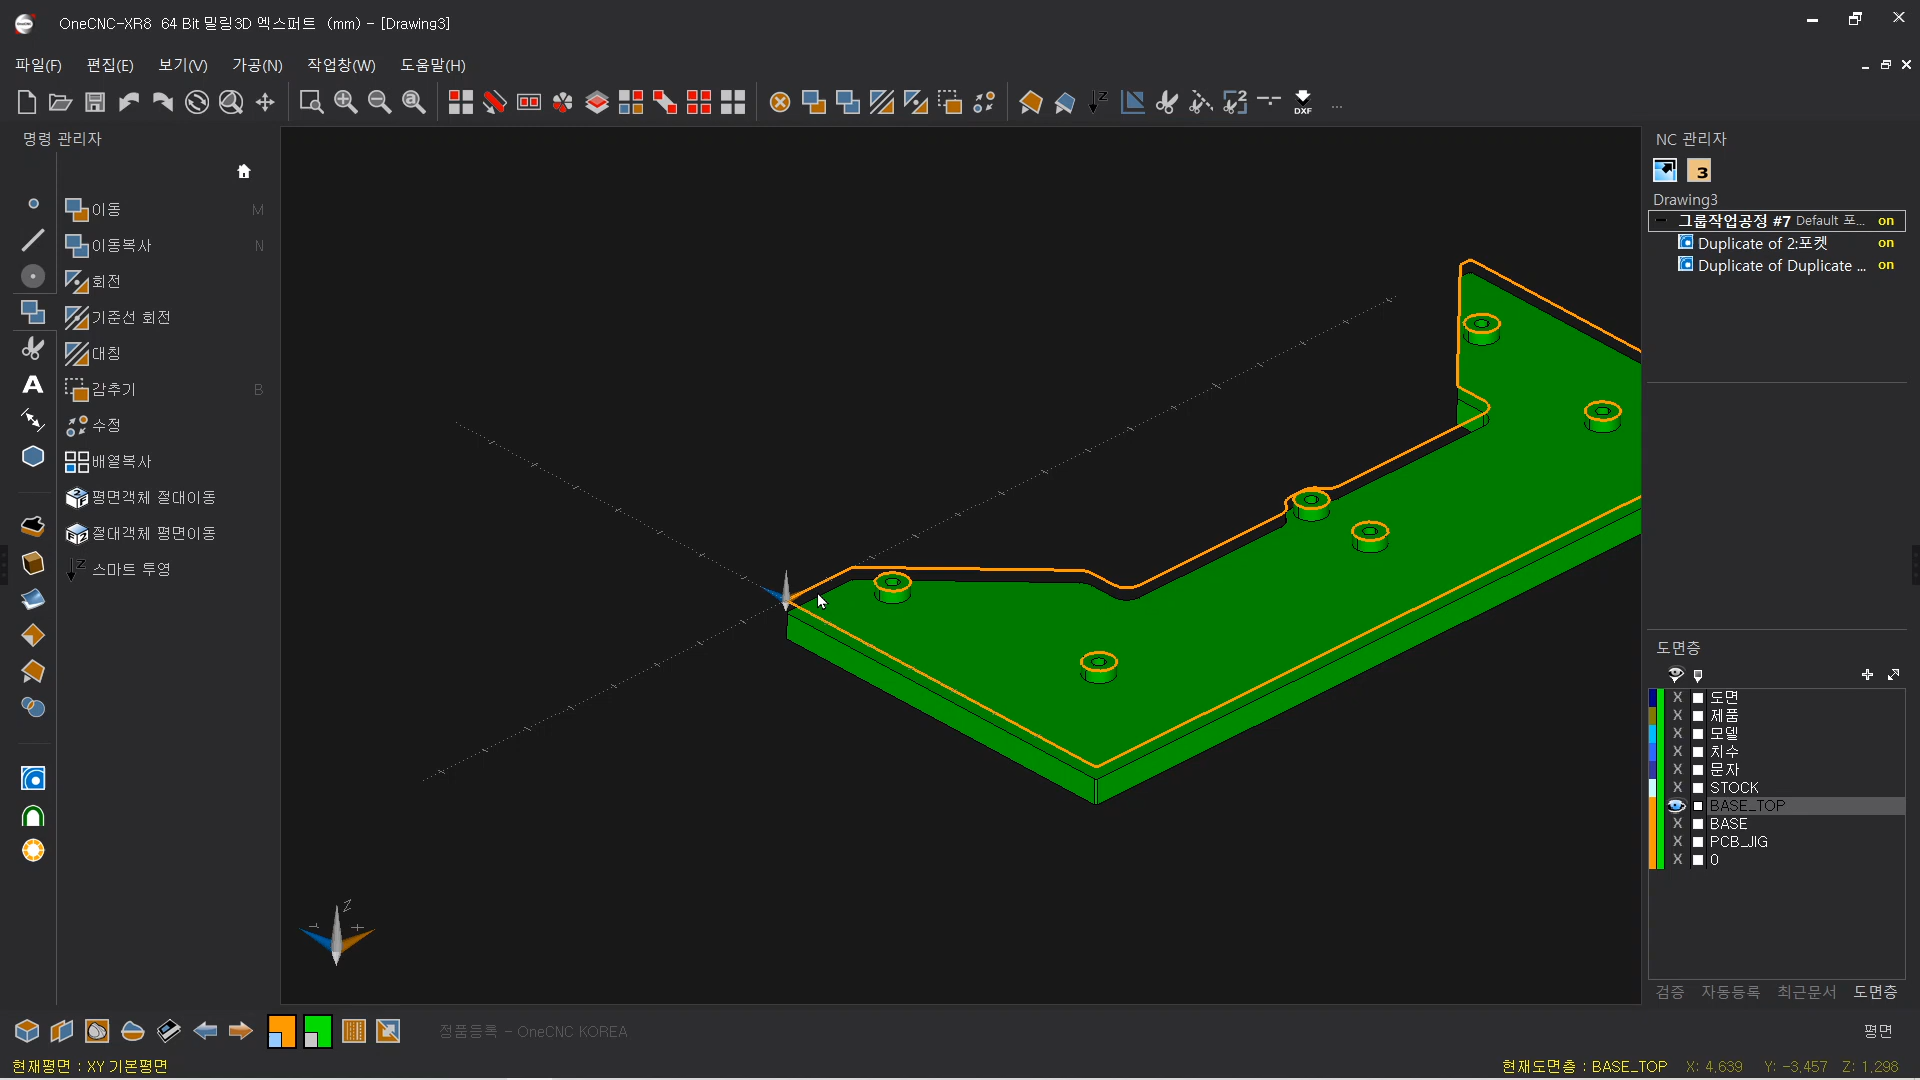 OneCNC-XR8 64 Bit 밀링3D 엑스퍼트 (mm) - [Drawing3]
파일(F) 편집(E) 보기(V) 가공(N) 작업창(W) 도움말(H)
DXF
...
명령 관리자
이동 M
이동복사 N
회전
기준선 회전
대칭
감추기 B
수정
배열복사
평면객체 절대이동
절대객체 평면이동
스마트 투영
Z
NC 관리자
3
Drawing3
그룹작업공정 #7 Default 포... on
Duplicate of 2:포켓 on
Duplicate of Duplicate ... on
도면층
X 도면
X 제품
X 모델
X 치수
X 문자
X STOCK
BASE_TOP
X BASE
X PCB_JIG
X 0
검증 자동등록 최근문서 도면층
정품등록 - OneCNC KOREA
평면
현재평면 : XY 기본평면
현재도면층 : BASE_TOP X: 4,639 Y: -3,457 Z: 1,298